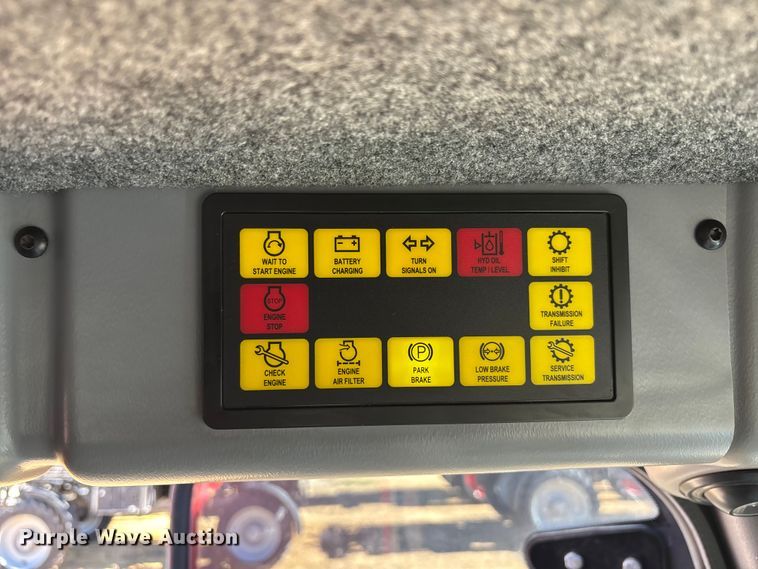 WAIT TO
START ENGINE
BATTERY
CHARGING
TURN
SIGNALS ON
HYD OIL
TEMP / LEVEL
SHIFT
INHIBIT
STOP
ENGINE
STOP
TRANSMISSION
FAILURE
CHECK
ENGINE
ENGINE
AIR FILTER
P
PARK
BRAKE
LOW BRAKE
PRESSURE
SERVICE
TRANSMISSION
Purple Wave Auction